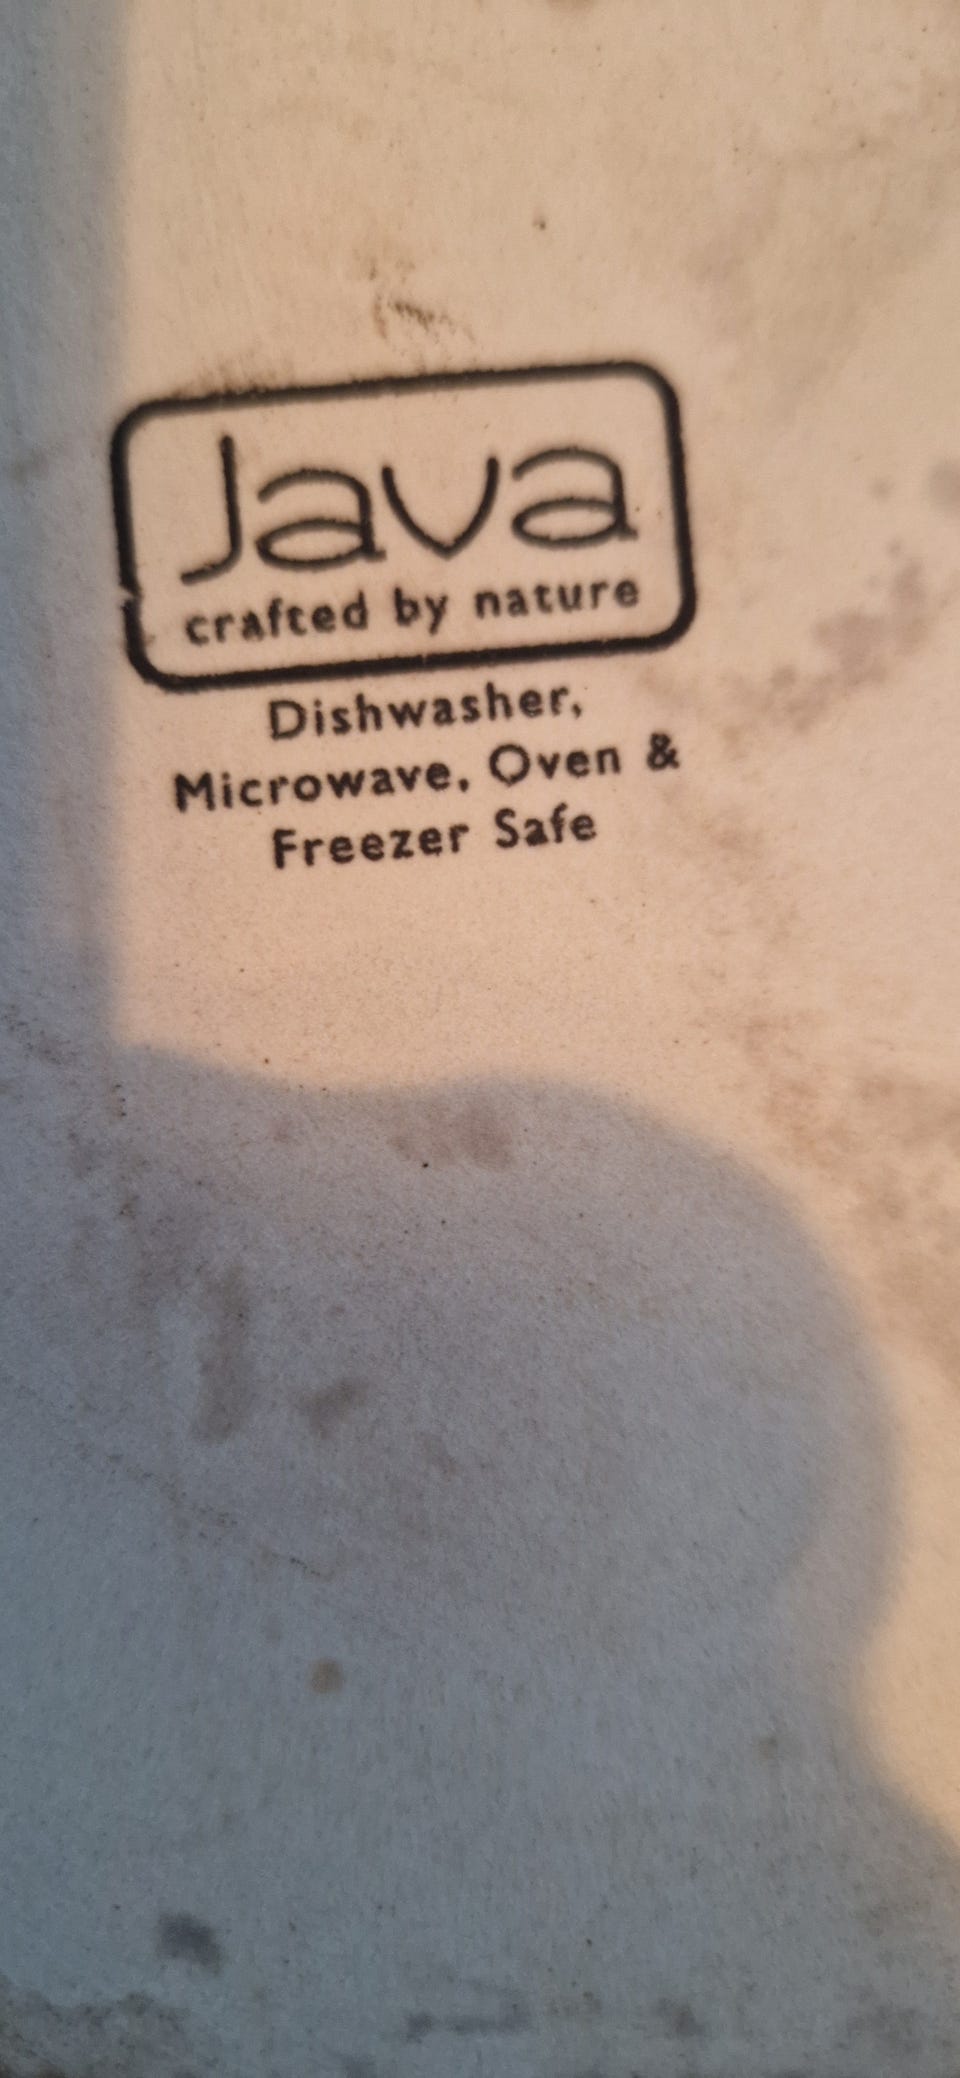 Java
crafted by nature
Dishwasher,
Microwave, Oven &
Freezer Safe